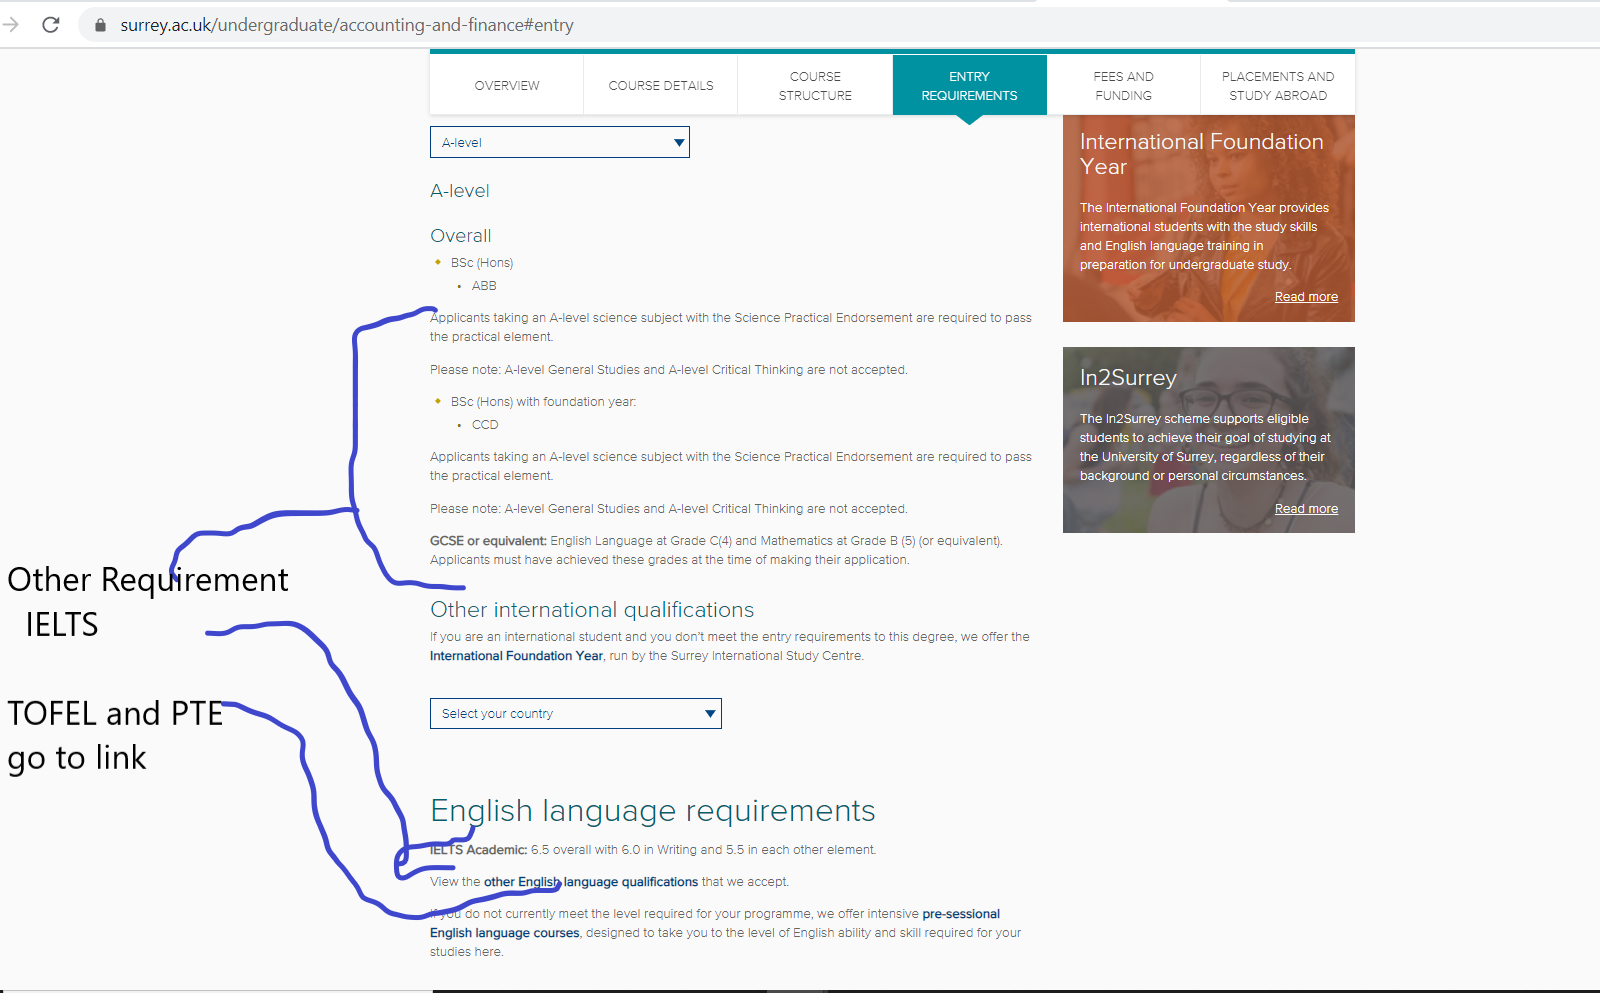 surrey.ac.uk/undergraduate/accounting-and-finance#entry
OVERVIEW
COURSE DETAILS
COURSE
STRUCTURE
ENTRY
REQUIREMENTS
FEES AND
FUNDING
PLACEMENTS AND
STUDY ABROAD
A-level
A-level
Overall
BSc (Hons)
ABB
Applicants taking an A-level science subject with the Science Practical Endorsement are required to pass
the practical element.
Please note: A-level General Studies and A-level Critical Thinking are not accepted.
BSc (Hons) with foundation year:
CCD
Applicants taking an A-level science subject with the Science Practical Endorsement are required to pass
the practical element.
Please note: A-level General Studies and A-level Critical Thinking are not accepted.
GCSE or equivalent: English Language at Grade C(4) and Mathematics at Grade B (5) (or equivalent).
Applicants must have achieved these grades at the time of making their application.
Other international qualifications
If you are an international student and you don't meet the entry requirements to this degree, we offer the
International Foundation Year, run by the Surrey International Study Centre.
Select your country
English language requirements
IELTS Academic: 6.5 overall with 6.0 in Writing and 5.5 in each other element.
View the other English language qualifications that we accept.
If you do not currently meet the level required for your programme, we offer intensive pre-sessional
English language courses, designed to take you to the level of English ability and skill required for your
studies here.
International Foundation
Year
The International Foundation Year provides
international students with the study skills
and English language training in
preparation for undergraduate study.
Read more
In2Surrey
The In2Surrey scheme supports eligible
students to achieve their goal of studying at
the University of Surrey, regardless of their
background or personal circumstances.
Read more
Other Requirement
IELTS
TOFEL and PTE
go to link